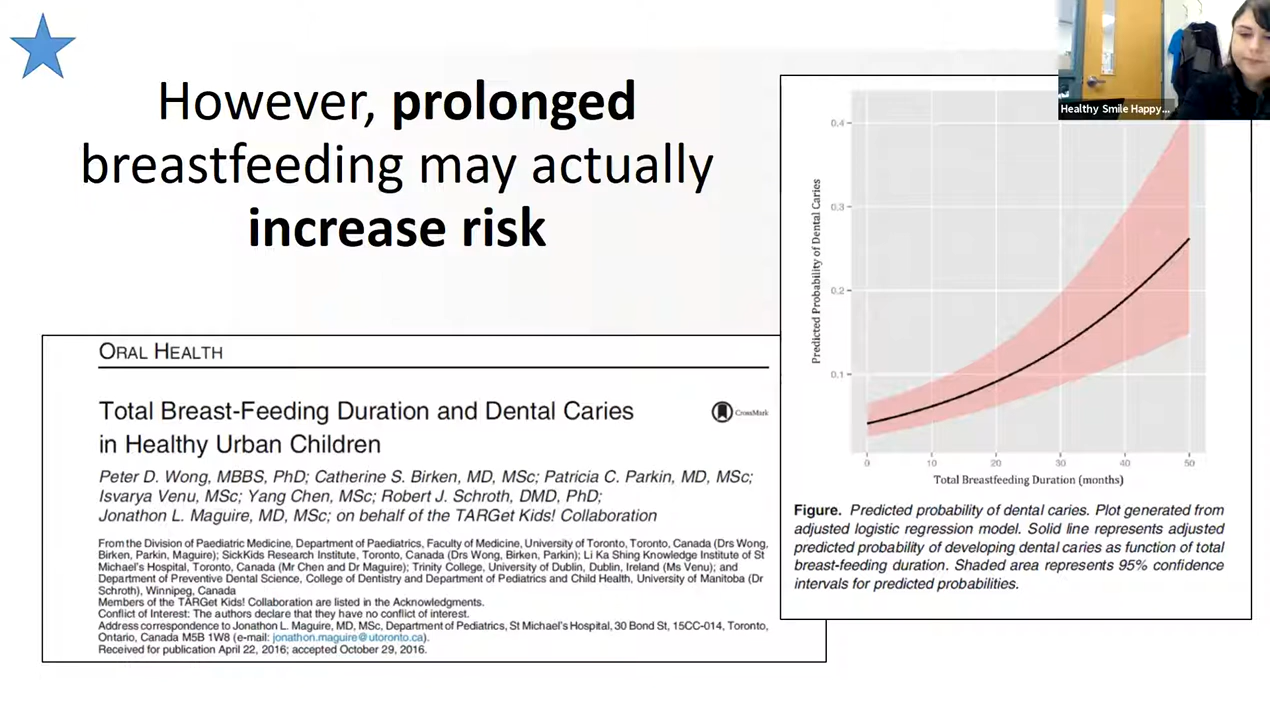 However, prolonged
breastfeeding may actually
increase risk
ORAL HEALTH
Total Breast-Feeding Duration and Dental Caries
in Healthy Urban Children
CrossMark
Peter D. Wong, MBBS, PhD; Catherine S. Birken, MD, MSc; Patricia C. Parkin, MD, MSc;
Isvarya Venu, MSc; Yang Chen, MSc; Robert J. Schroth, DMD, PhD;
Jonathon L. Maguire, MD, MSc; on behalf of the TARGet Kids! Collaboration
From the Division of Paediatric Medicine, Department of Paediatrics, Faculty of Medicine, University of Toronto, Toronto, Canada (Drs Wong,
Birken, Parkin, Maguire); SickKids Research Institute, Toronto, Canada (Drs Wong, Birken, Parkin); Li Ka Shing Knowledge Institute of St
Michael's Hospital, Toronto, Canada (Mr Chen and Dr Maguire); Trinity College, University of Dublin, Dublin, Ireland (Ms Venu); and
Department of Preventive Dental Science, College of Dentistry and Department of Pediatrics and Child Health, University of Manitoba (Dr
Schroth), Winnipeg, Canada
Members of the TARGet Kids! Collaboration are listed in the Acknowledgments.
Conflict of Interest: The authors declare that they have no conflict of interest.
Address correspondence to Jonathon L. Maguire, MD, MSc, Department of Pediatrics, St Michael's Hospital, 30 Bond St, 15CC-014, Toronto,
Ontario, Canada M5B 1W8 (e-mail: jonathon.maguire@utoronto.ca).
Received for publication April 22, 2016; accepted October 29, 2016.
Healthy Smile Happy...
Predicted Probability of Dental Caries
0.4
0.3
0.2
0.1
0 10 20 30 40 50
Total Breastfeeding Duration (months)
Figure. Predicted probability of dental caries. Plot generated from
adjusted logistic regression model. Solid line represents adjusted
predicted probability of developing dental caries as function of total
breast-feeding duration. Shaded area represents 95% confidence
intervals for predicted probabilities.